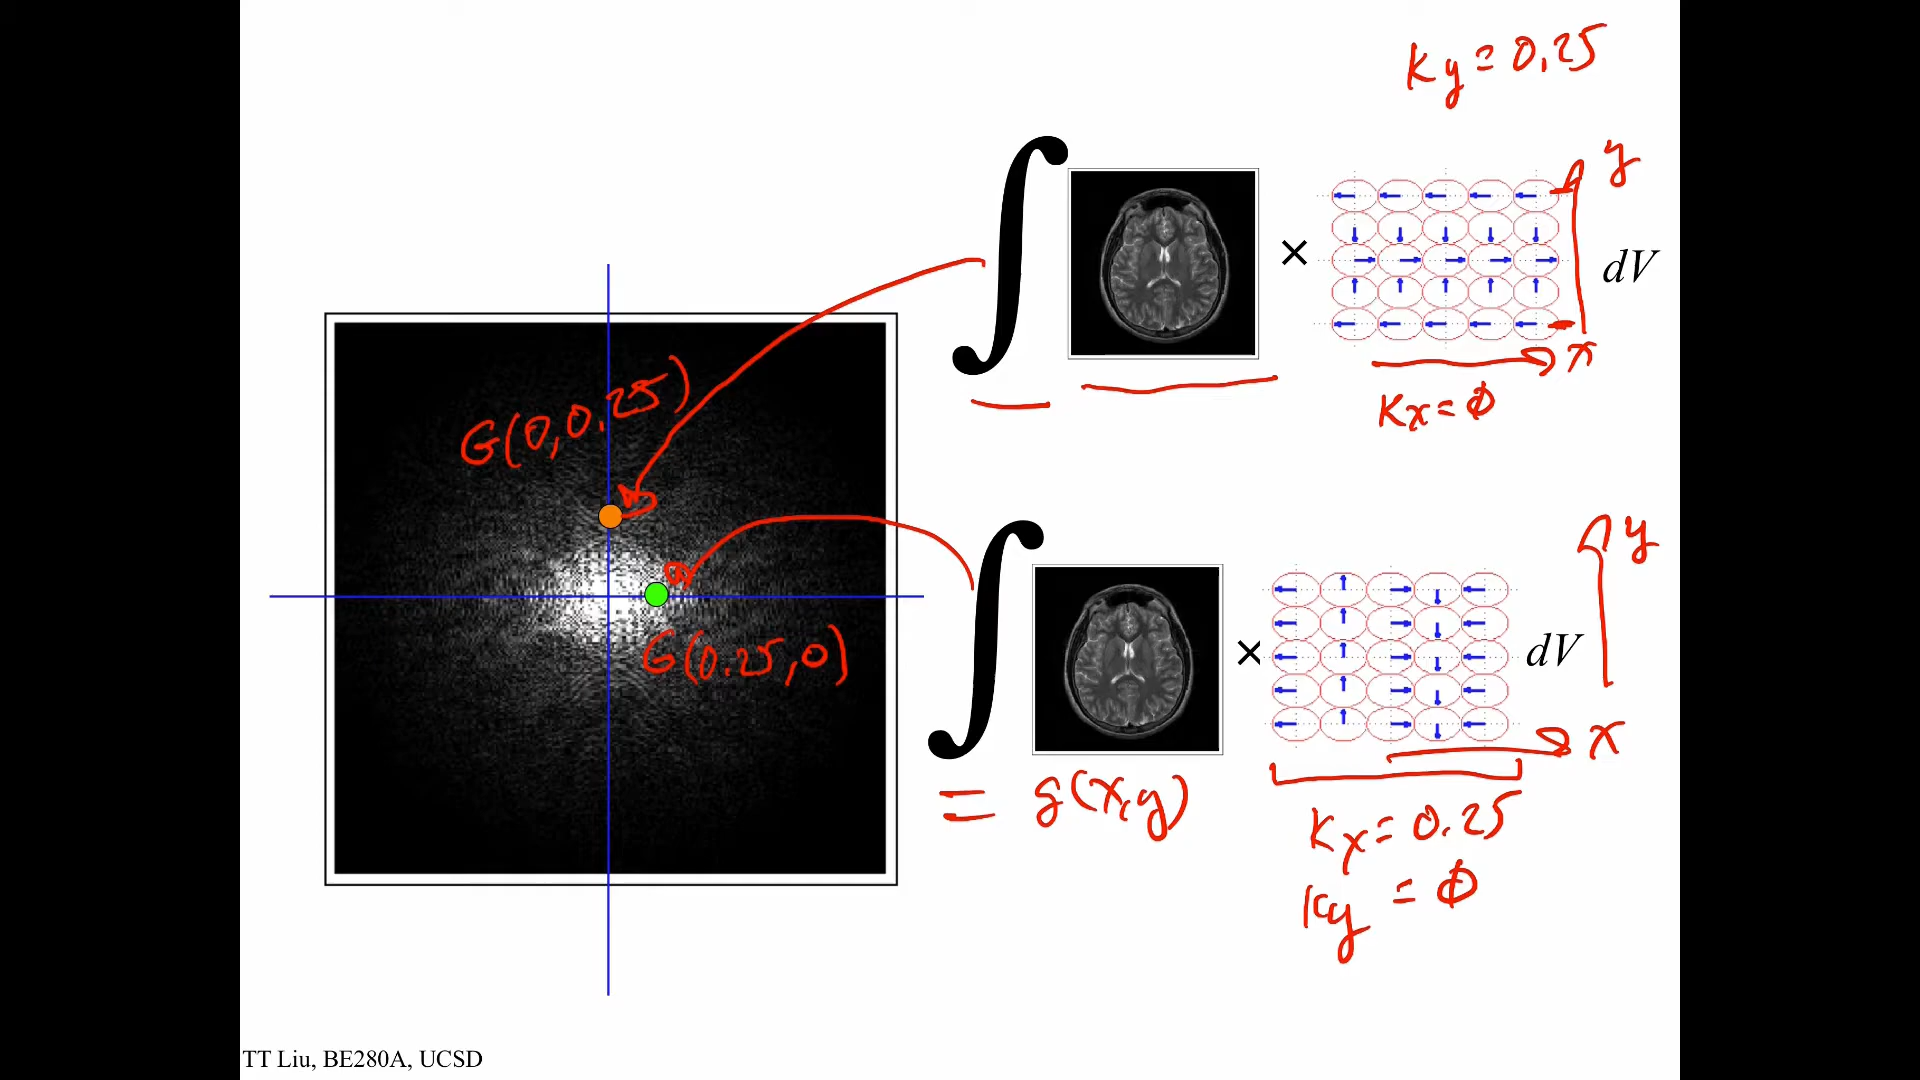 Ky = 0.25
y
× dV
x
Kx = ϕ
G(0, 0.25)
y
× dV
G(0.25, 0)
x
= g(x,y)
Kx = 0.25
Ky = ϕ
TT Liu, BE280A, UCSD